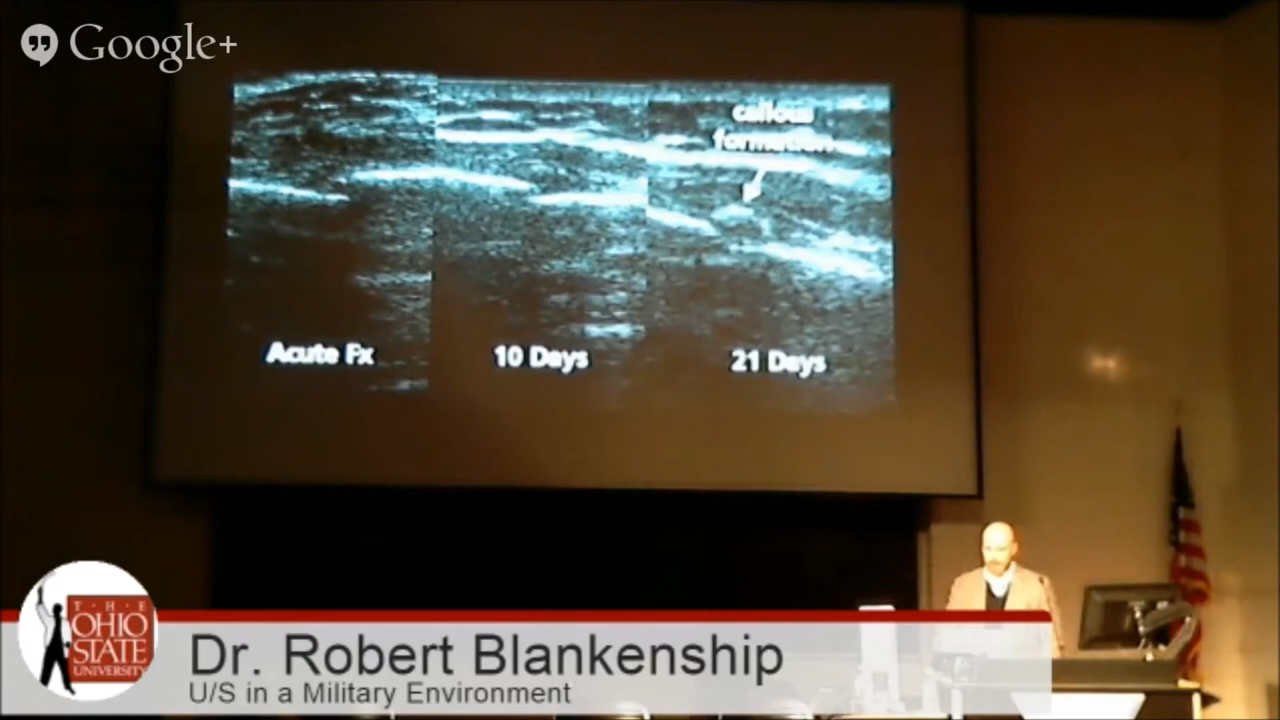 Google+
callous
formation
Acute Fx
10 Days
21 Days
THE
OHIO
STATE
UNIVERSITY
Dr. Robert Blankenship
U/S in a Military Environment